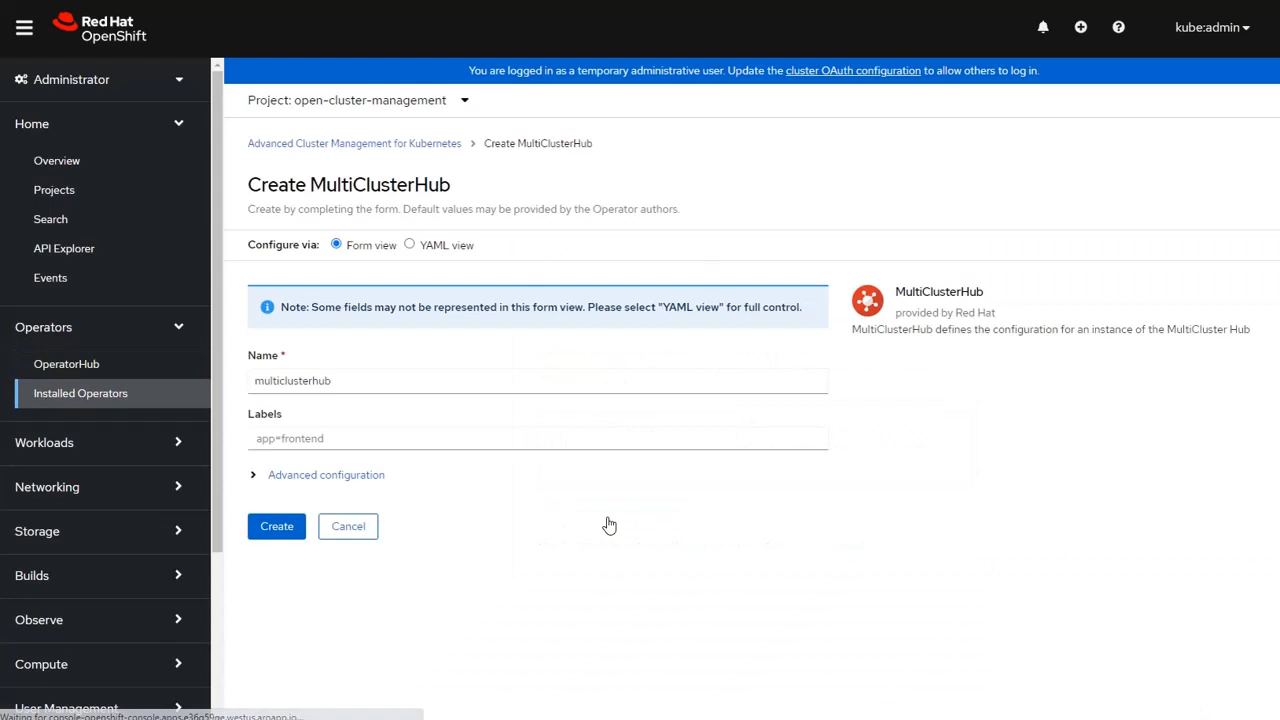 Red Hat
OpenShift
kube:admin
Administrator
Home
Overview
Projects
Search
API Explorer
Events
Operators
OperatorHub
Installed Operators
Workloads
Networking
Storage
Builds
Observe
Compute
User Management
You are logged in as a temporary administrative user. Update the cluster OAuth configuration to allow others to log in.
Project: open-cluster-management
Advanced Cluster Management for Kubernetes > Create MultiClusterHub
Create MultiClusterHub
Create by completing the form. Default values may be provided by the Operator authors.
Configure via: Form view YAML view
Note: Some fields may not be represented in this form view. Please select "YAML view" for full control.
Name *
multiclusterhub
Labels
app=frontend
Advanced configuration
Create Cancel
MultiClusterHub
provided by Red Hat
MultiClusterHub defines the configuration for an instance of the MultiCluster Hub